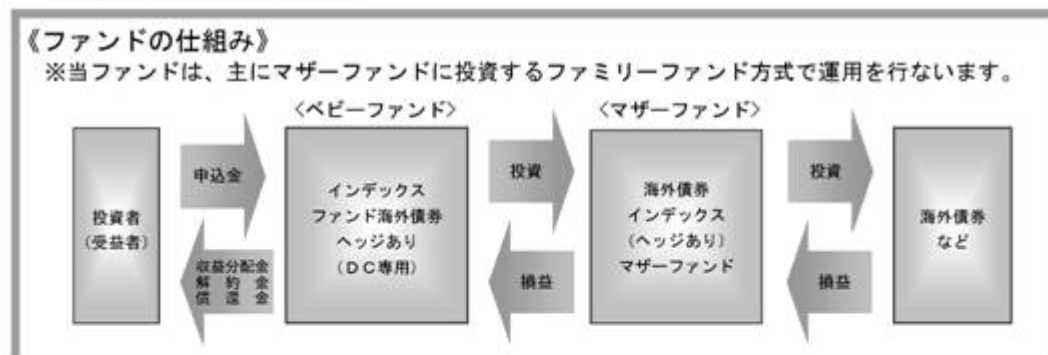 《ファンドの仕組み》
※当ファンドは、主にマザーファンドに投資するファミリーファンド方式で運用を行ないます。
〈ベビーファンド〉
〈マザーファンド〉
投資者
(受益者)
申込金
収益分配金
解約金
償還金
インデックス
ファンド海外債券
ヘッジあり
(DC専用)
投資
損益
海外債券
インデックス
(ヘッジあり)
マザーファンド
投資
損益
海外債券
など